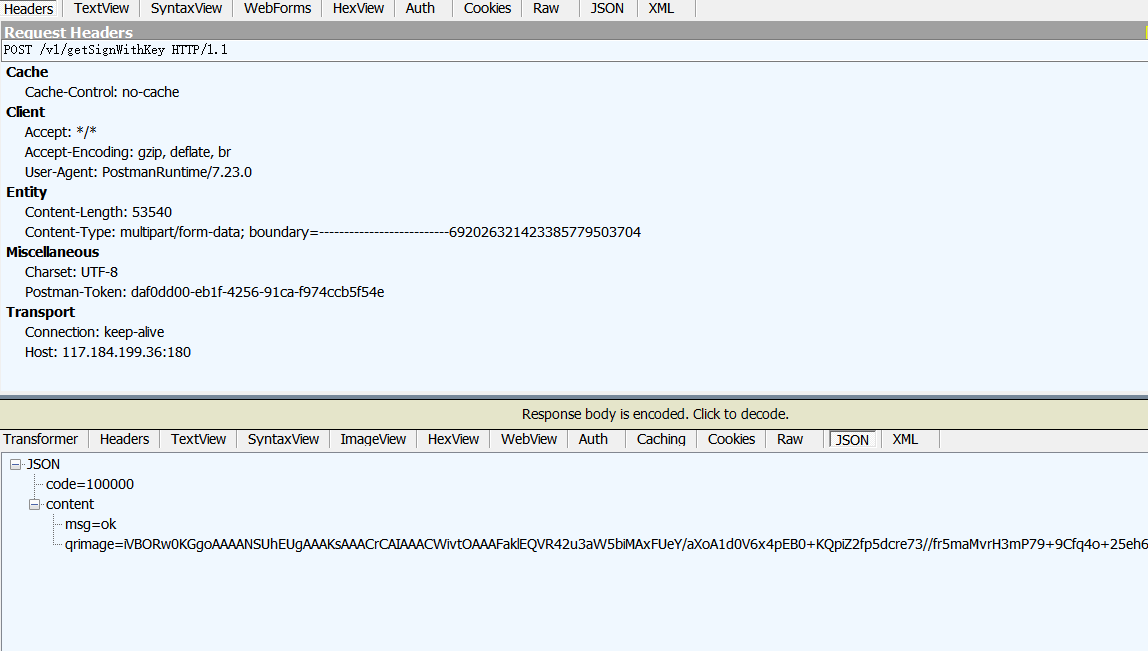 Headers TextView SyntaxView WebForms HexView Auth Cookies Raw JSON XML
Request Headers
POST /v1/getSignWithKey HTTP/1.1
Cache
Cache-Control: no-cache
Client
Accept: */*
Accept-Encoding: gzip, deflate, br
User-Agent: PostmanRuntime/7.23.0
Entity
Content-Length: 53540
Content-Type: multipart/form-data; boundary=--------------------------692026321423385779503704
Miscellaneous
Charset: UTF-8
Postman-Token: daf0dd00-eb1f-4256-91ca-f974ccb5f54e
Transport
Connection: keep-alive
Host: 117.184.199.36:180
Response body is encoded. Click to decode.
Transformer Headers TextView SyntaxView ImageView HexView WebView Auth Caching Cookies Raw JSON XML
JSON
code=100000
content
msg=ok
qrimage=iVBORw0KGgoAAAANSUhEUgAAAKsAAACrCAIAAACWivtOAAAFaklEQVR42u3aW5biMAxFUeY/aXoA1d0V6x4pEB0+KQpiZ2fp5dcre73//fr5maMvrH3mP79+9Cfq4o+25eh6